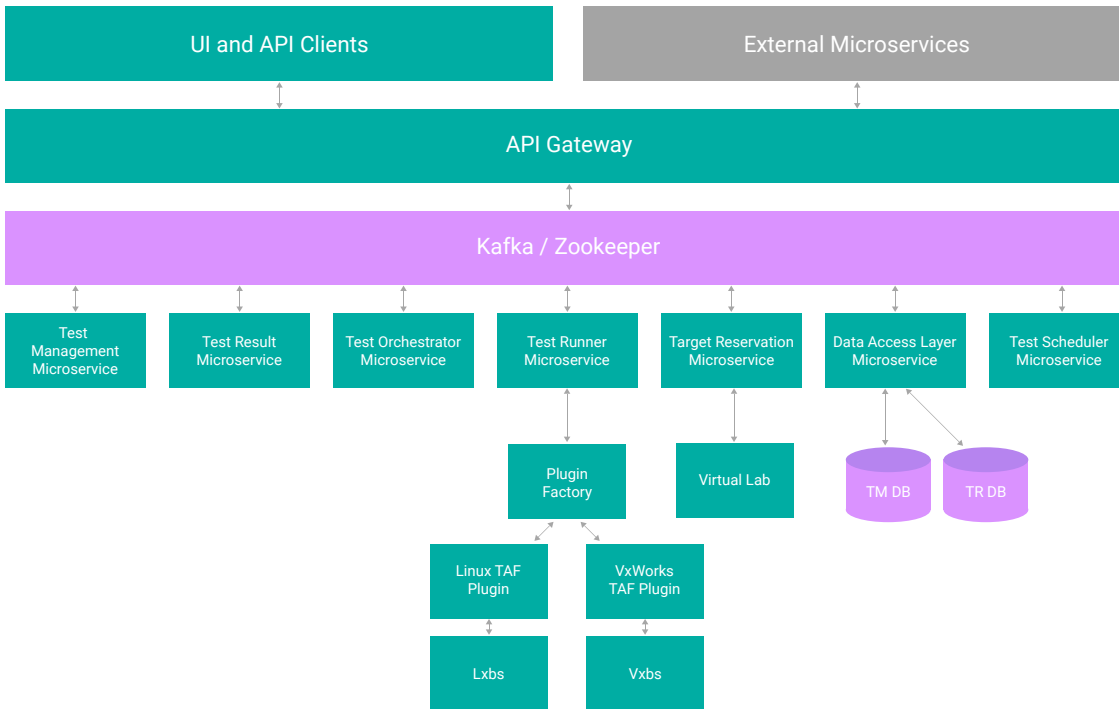 UI and API Clients
External Microservices
API Gateway
Kafka / Zookeeper
Test
Management
Microservice
Test Result
Microservice
Test Orchestrator
Microservice
Test Runner
Microservice
Target Reservation
Microservice
Data Access Layer
Microservice
Test Scheduler
Microservice
Plugin
Factory
Virtual Lab
TM DB
TR DB
Linux TAF
Plugin
VxWorks
TAF Plugin
Lxbs
Vxbs